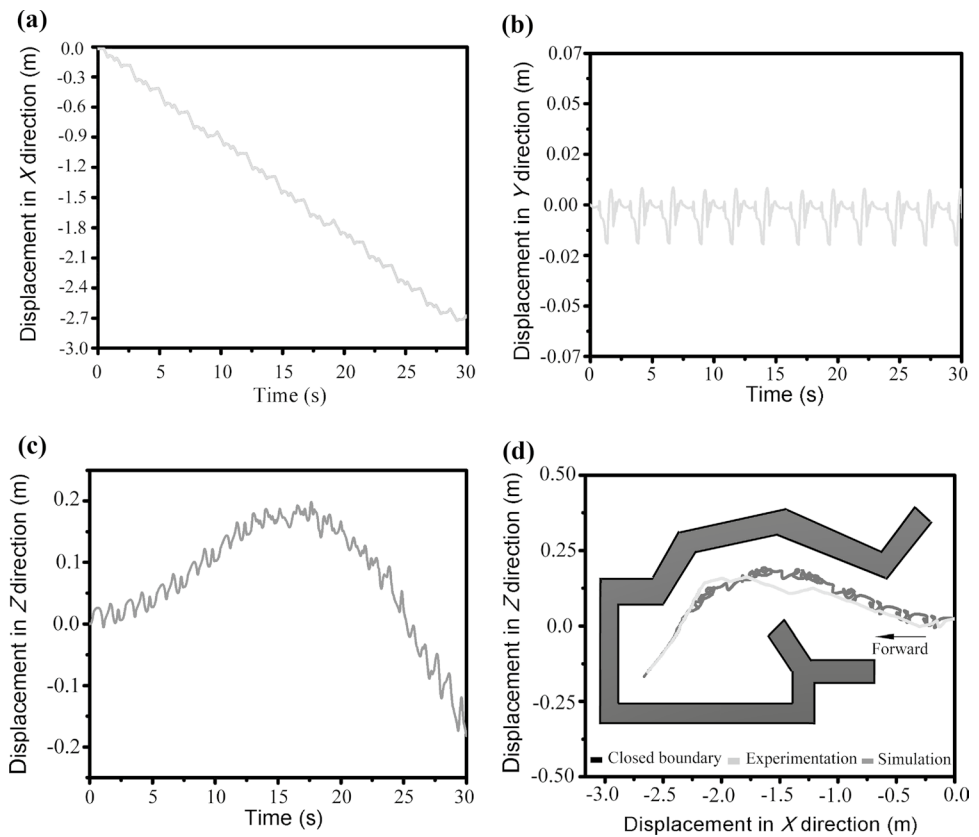 (a)
0.0
-0.3
-0.6
-0.9
-1.2
-1.5
-1.8
-2.1
-2.4
-2.7
-3.0
Displacement in X direction (m)
0 5 10 15 20 25 30
Time (s)
(b)
0.07
0.05
0.02
0.00
-0.02
-0.05
-0.07
Displacement in Y direction (m)
0 5 10 15 20 25 30
Time (s)
(c)
0.2
0.1
0.0
-0.1
-0.2
Displacement in Z direction (m)
0 5 10 15 20 25 30
Time (s)
(d)
0.50
0.25
0.0
-0.25
-0.50
Displacement in Z direction (m)
Forward
Closed boundary Experimentation Simulation
-3.0 -2.5 -2.0 -1.5 -1.0 -0.5 0.0
Displacement in X direction (m)